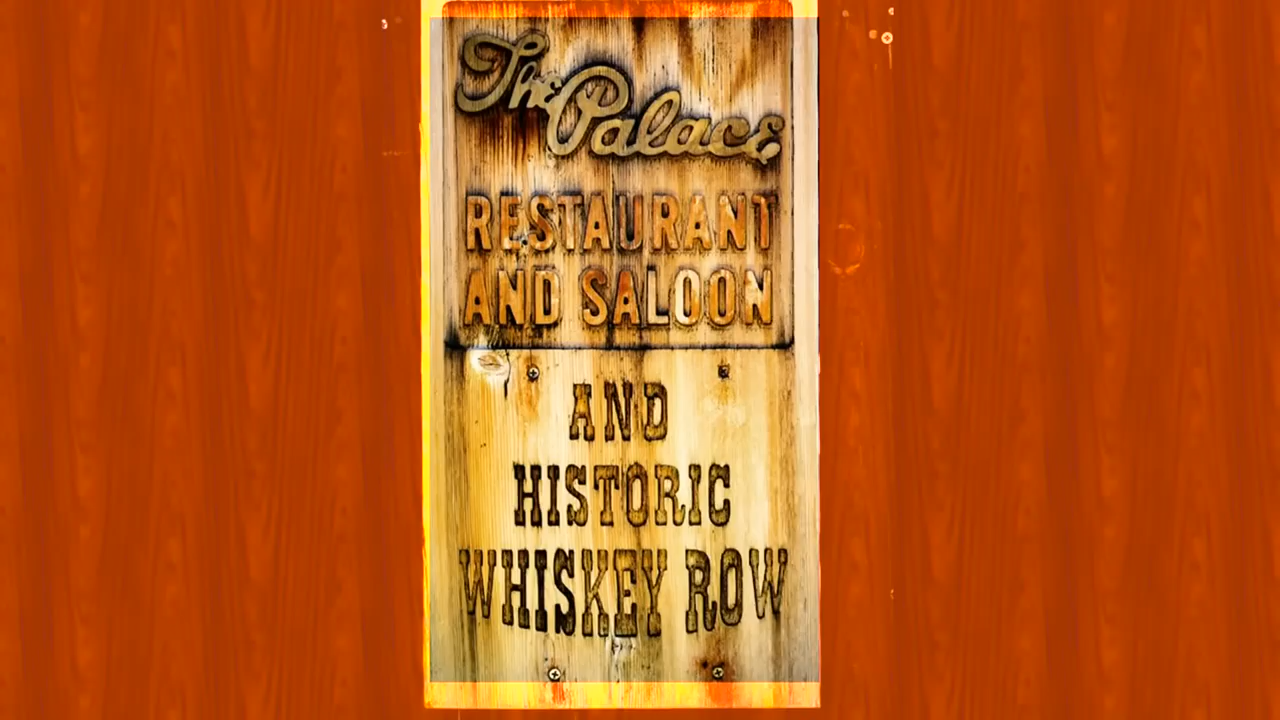 The Palace
RESTAURANT
AND SALOON
AND
HISTORIC
WHISKEY ROW